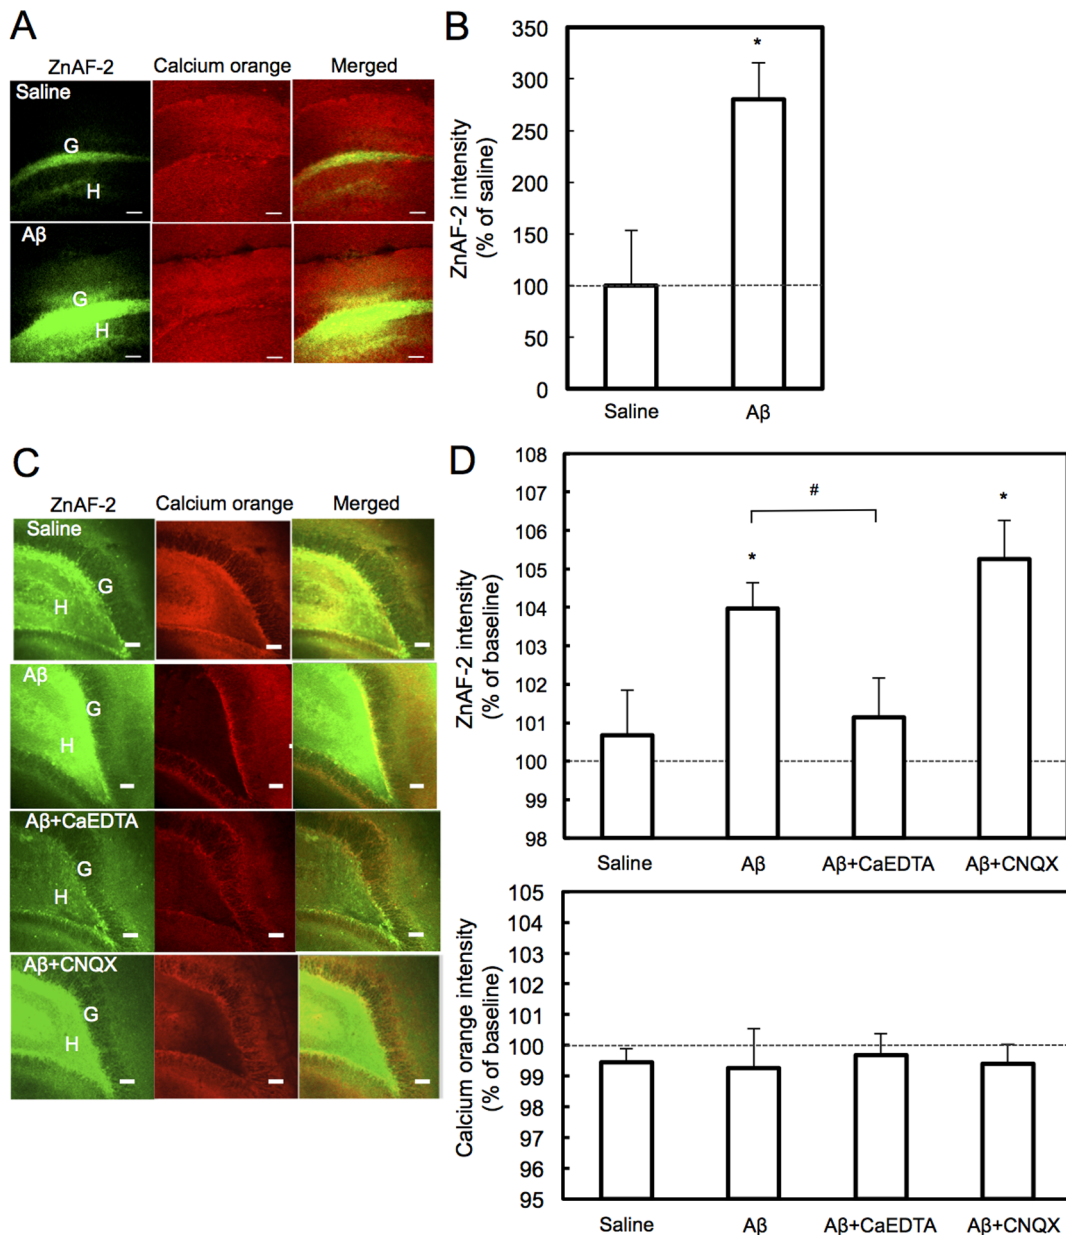 A
ZnAF-2 Calcium orange Merged
Saline
G
H
Aβ
G
H
B
ZnAF-2 intensity
(% of saline)
350
300
250
200
150
100
50
0
*
Saline Aβ
C
ZnAF-2 Calcium orange Merged
Saline
G
H
Aβ
G
H
Aβ+CaEDTA
G
H
Aβ+CNQX
G
H
D
ZnAF-2 intensity
(% of baseline)
108
107
106
105
104
103
102
101
100
99
98
#
*
*
Saline Aβ Aβ+CaEDTA Aβ+CNQX
Calcium orange intensity
(% of baseline)
105
104
103
102
101
100
99
98
97
96
95
Saline Aβ Aβ+CaEDTA Aβ+CNQX